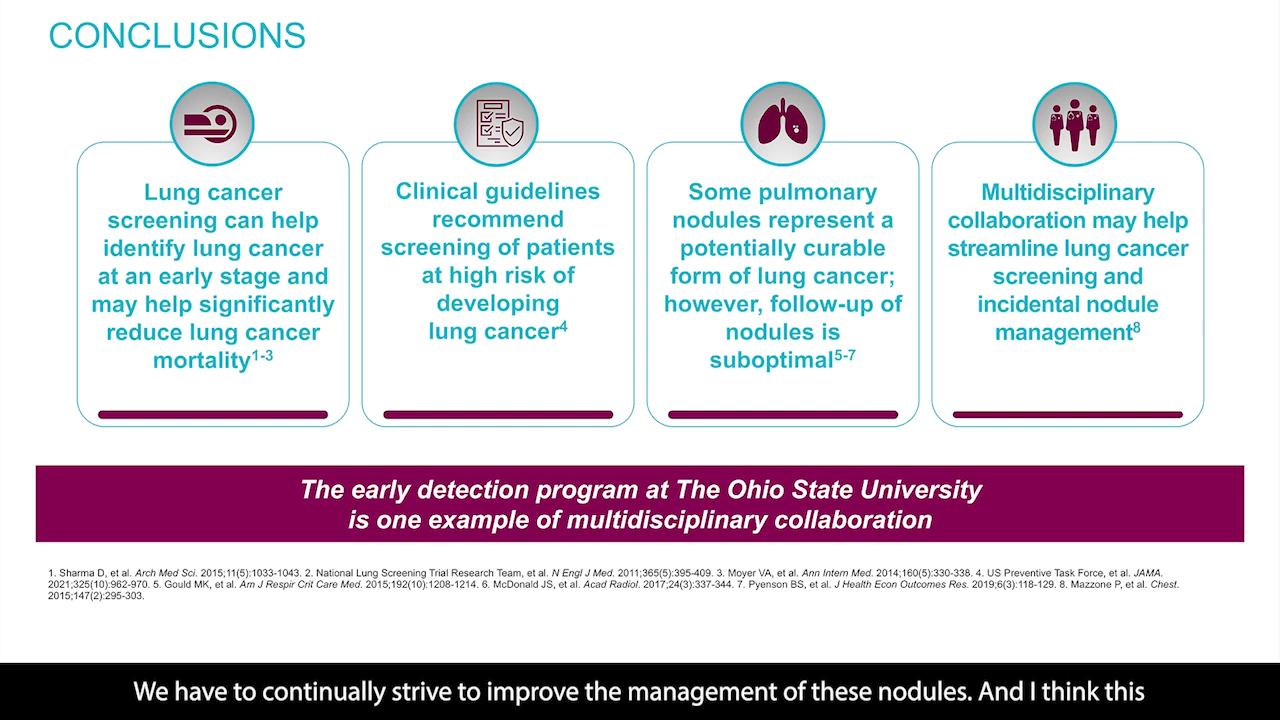 CONCLUSIONS
Lung cancer
screening can help
identify lung cancer
at an early stage and
may help significantly
reduce lung cancer
mortality1-3
Clinical guidelines
recommend
screening of patients
at high risk of
developing
lung cancer4
Some pulmonary
nodules represent a
potentially curable
form of lung cancer;
however, follow-up of
nodules is
suboptimal5-7
Multidisciplinary
collaboration may help
streamline lung cancer
screening and
incidental nodule
management8
The early detection program at The Ohio State University
is one example of multidisciplinary collaboration
1. Sharma D, et al. Arch Med Sci. 2015;11(5):1033-1043. 2. National Lung Screening Trial Research Team, et al. N Engl J Med. 2011;365(5):395-409. 3. Moyer VA, et al. Ann Intern Med. 2014;160(5):330-338. 4. US Preventive Task Force, et al. JAMA.
2021;325(10):962-970. 5. Gould MK, et al. Am J Respir Crit Care Med. 2015;192(10):1208-1214. 6. McDonald JS, et al. Acad Radiol. 2017;24(3):337-344. 7. Pyenson BS, et al. J Health Econ Outcomes Res. 2019;6(3):118-129. 8. Mazzone P, et al. Chest.
2015;147(2):295-303.
We have to continually strive to improve the management of these nodules. And I think this